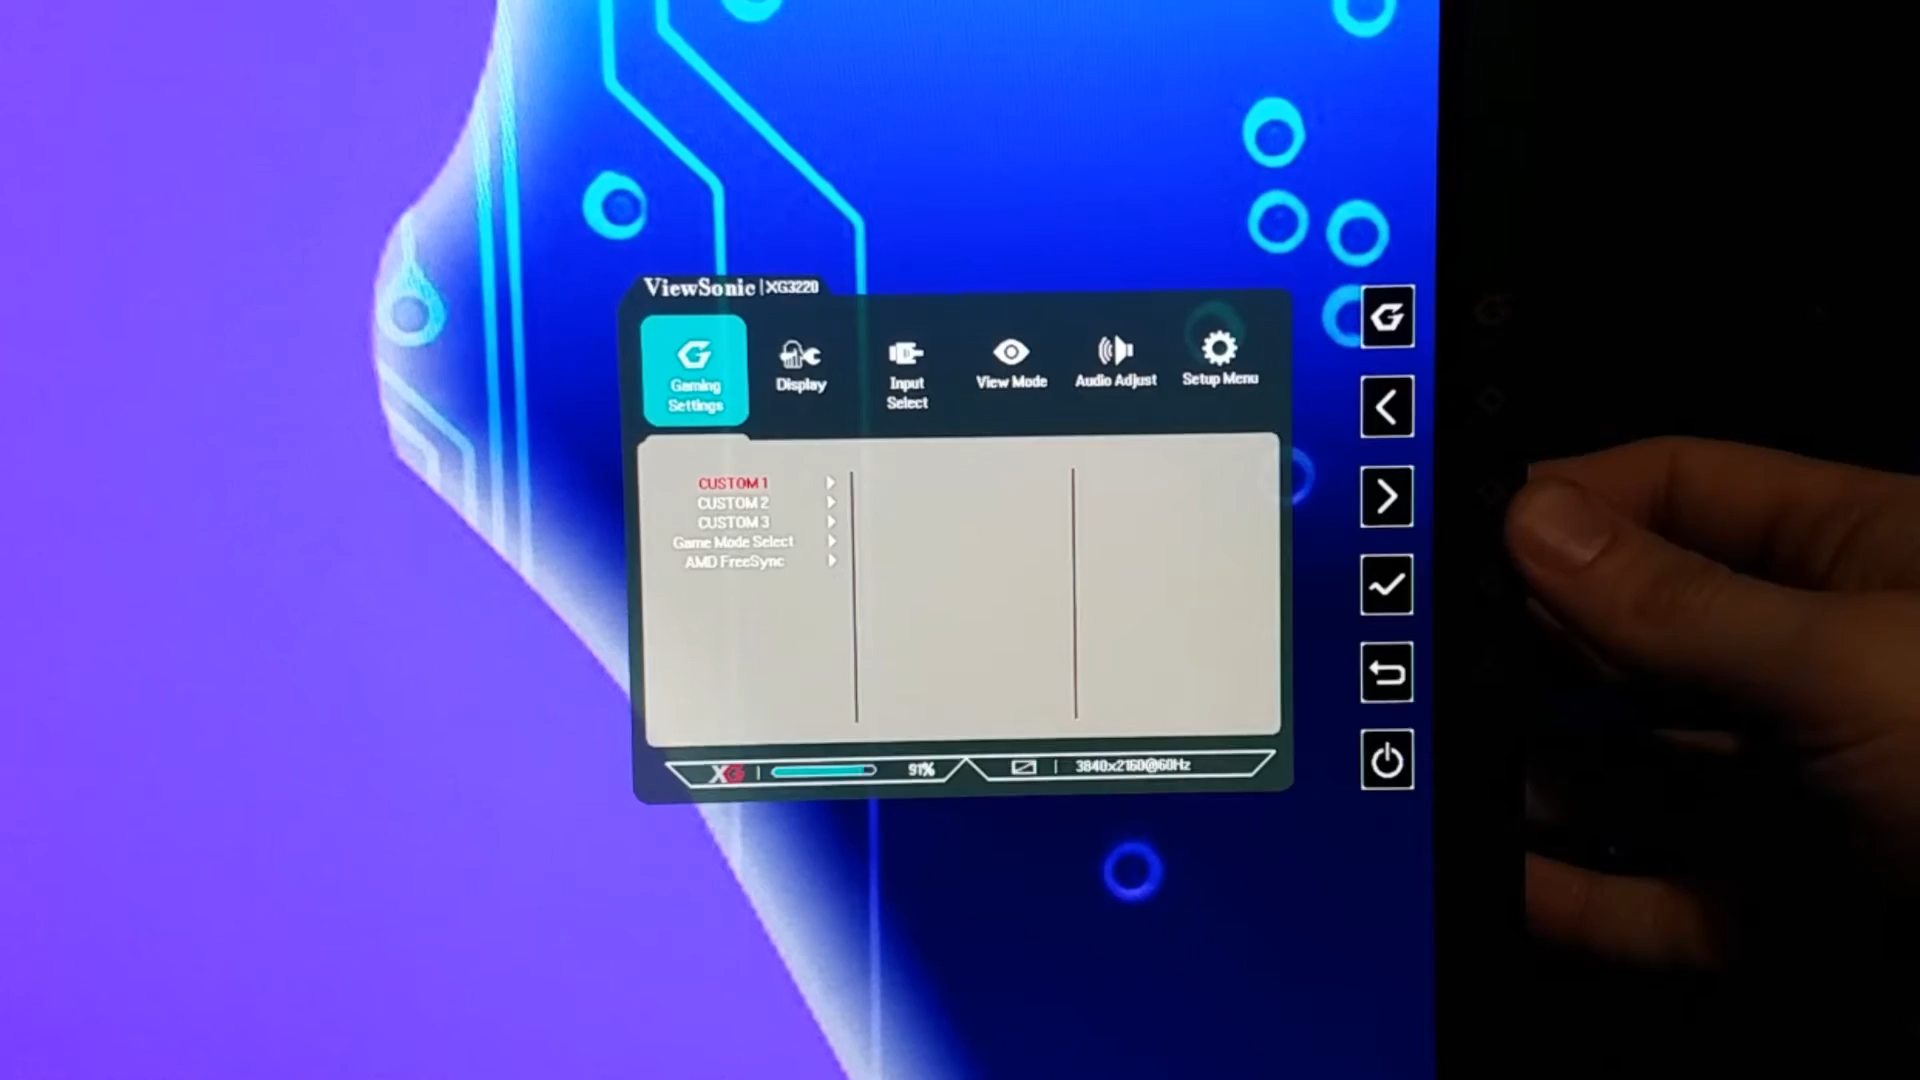 ViewSonic | XG3220
Gaming
Settings
Display
Input
Select
View Mode
Audio Adjust
Setup Menu
CUSTOM 1
CUSTOM 2
CUSTOM 3
Game Mode Select
AMD FreeSync
XG | 91%
3840x2160@60Hz